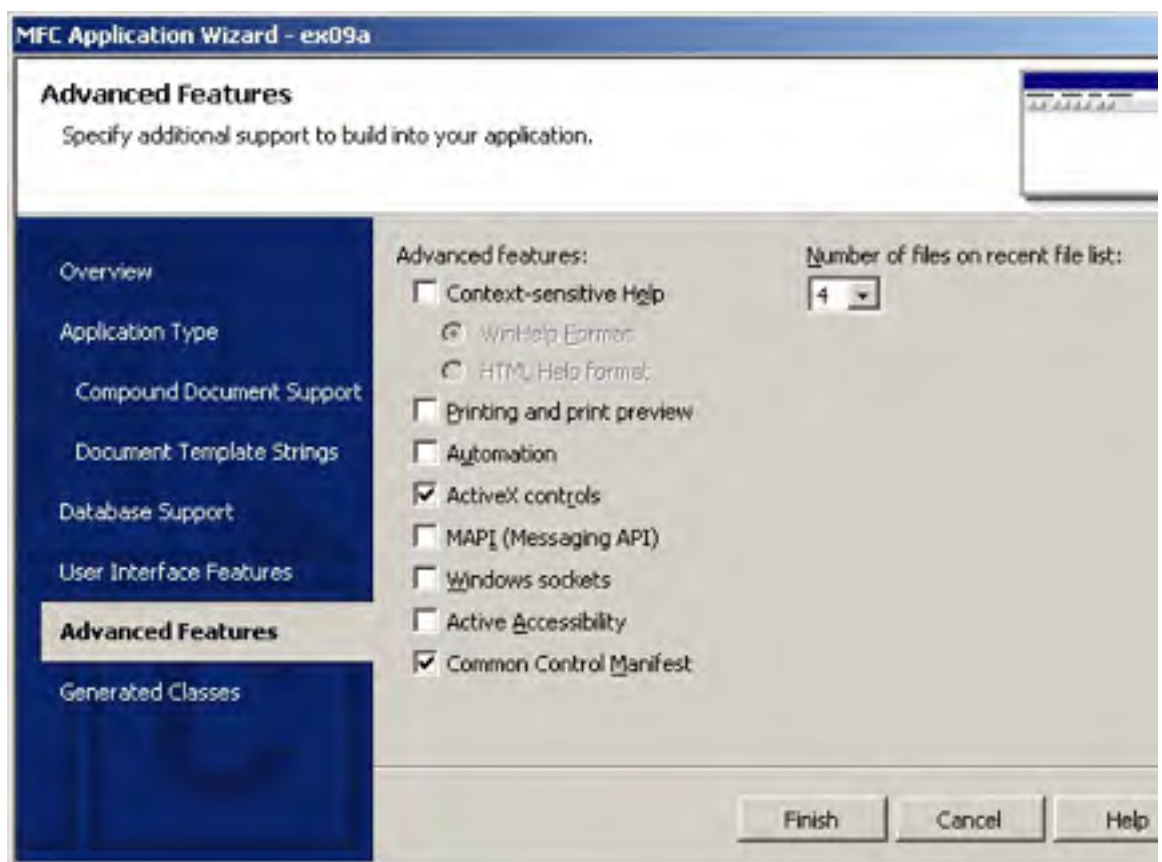 MFC Application Wizard - ex09a
Advanced Features
Specify additional support to build into your application.
Overview
Application Type
Compound Document Support
Document Template Strings
Database Support
User Interface Features
Advanced Features
Generated Classes
Advanced features:
Context-sensitive Help
WinHelp Format
HTML Help format
Printing and print preview
Automation
ActiveX controls
MAPI (Messaging API)
Windows sockets
Active Accessibility
Common Control Manifest
Number of files on recent file list:
4
Finish
Cancel
Help